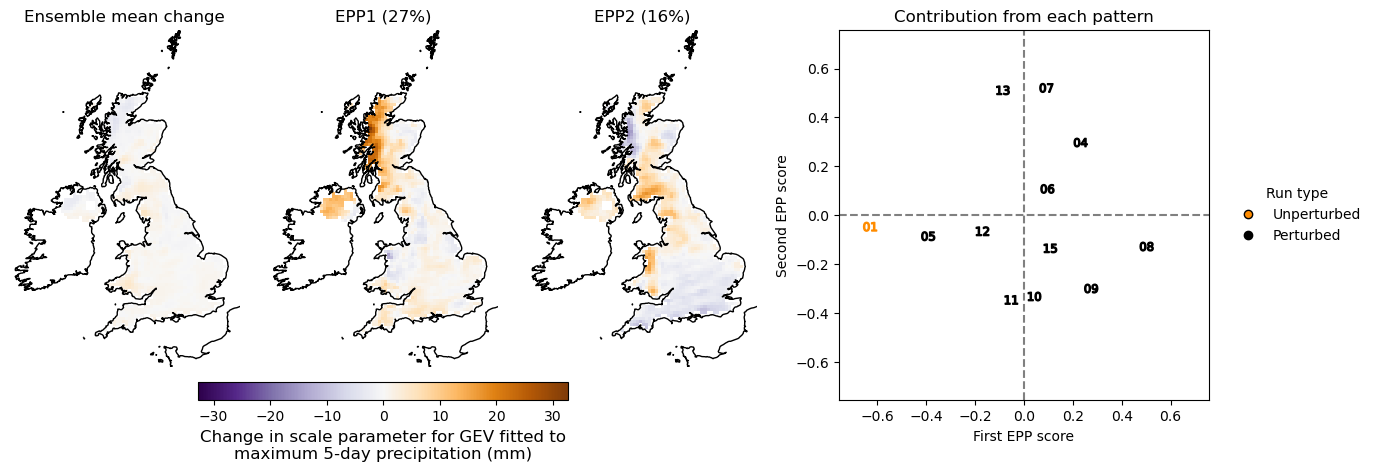 Ensemble mean change
EPP1 (27%)
EPP2 (16%)
Contribution from each pattern
−30 −20 −10 0 10 20 30
Change in scale parameter for GEV fitted to
maximum 5-day precipitation (mm)
Second EPP score
0.6
0.4
0.2
0.0
−0.2
−0.4
−0.6
13
07
04
06
01
05
12
15
08
11
10
09
−0.6 −0.4 −0.2 0.0 0.2 0.4 0.6
First EPP score
Run type
Unperturbed
Perturbed